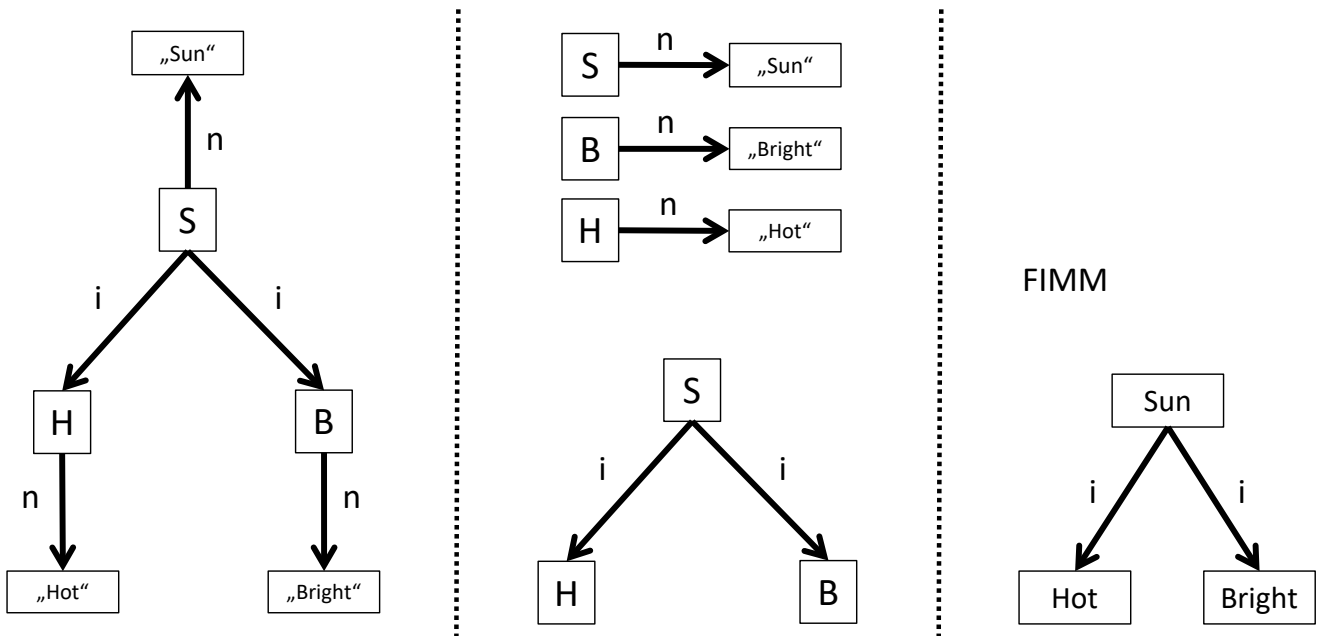 „Sun“
n
S
i i
H B
n n
„Hot“ „Bright“
S n „Sun“
B n „Bright“
H n „Hot“
S
i i
H B
FIMM
Sun
i i
Hot Bright